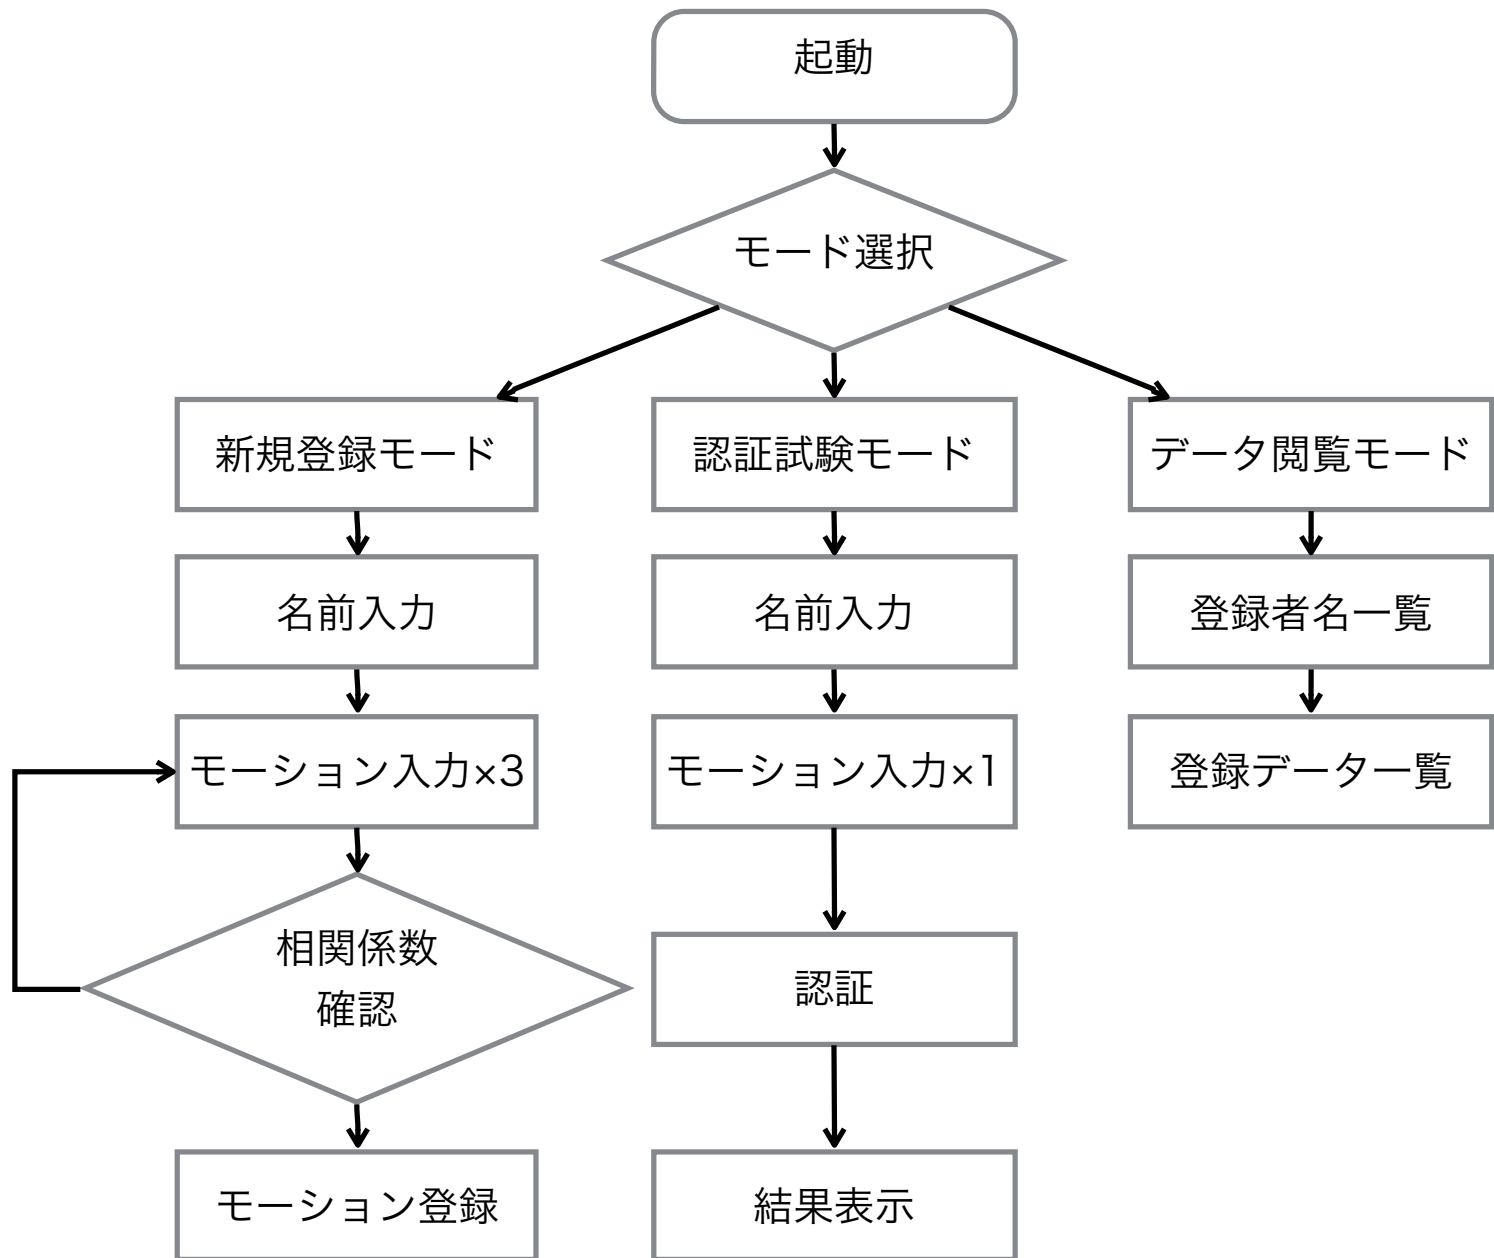 起動
モード選択
新規登録モード
認証試験モード
データ閲覧モード
名前入力
名前入力
登録者名一覧
モーション入力×3
モーション入力×1
登録データ一覧
相関係数
確認
認証
モーション登録
結果表示